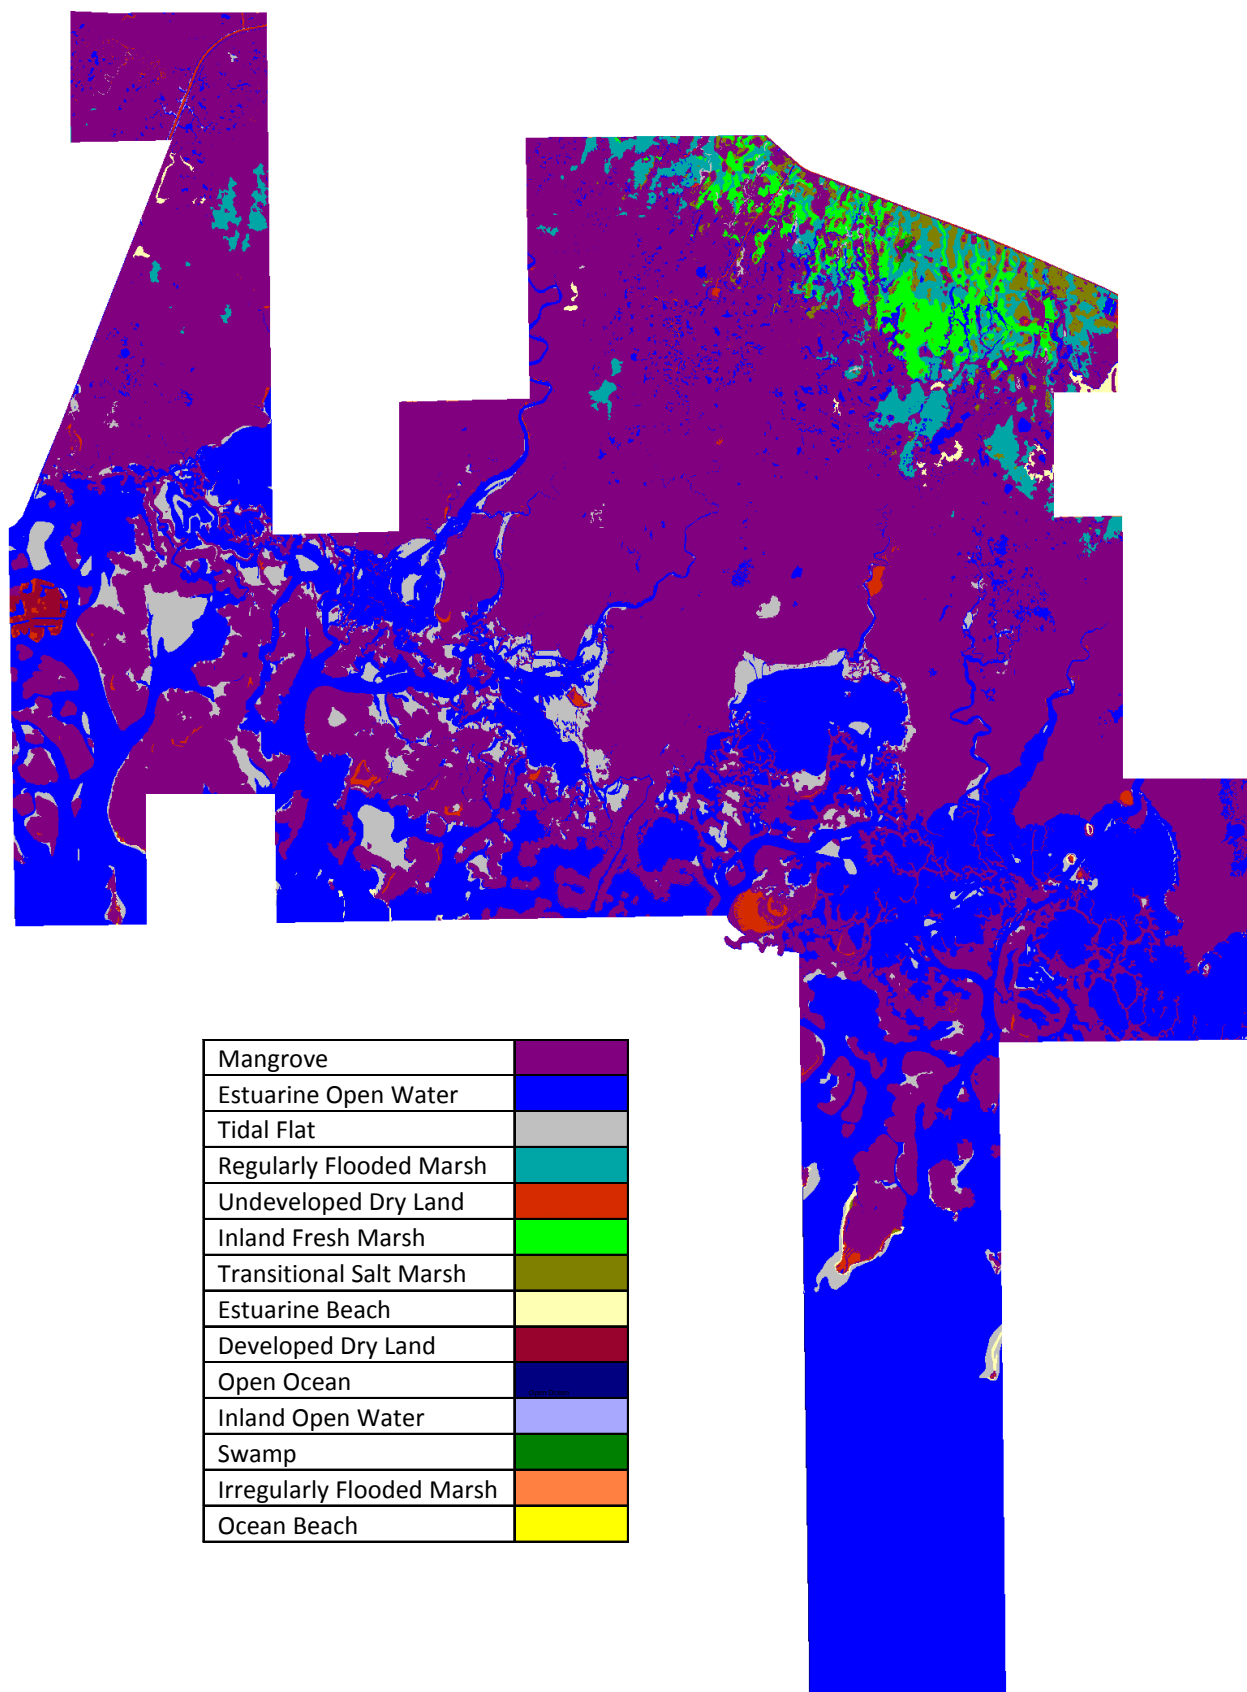 Mangrove
Estuarine Open Water
Tidal Flat
Regularly Flooded Marsh
Undeveloped Dry Land
Inland Fresh Marsh
Transitional Salt Marsh
Estuarine Beach
Developed Dry Land
Open Ocean
Inland Open Water
Swamp
Irregularly Flooded Marsh
Ocean Beach